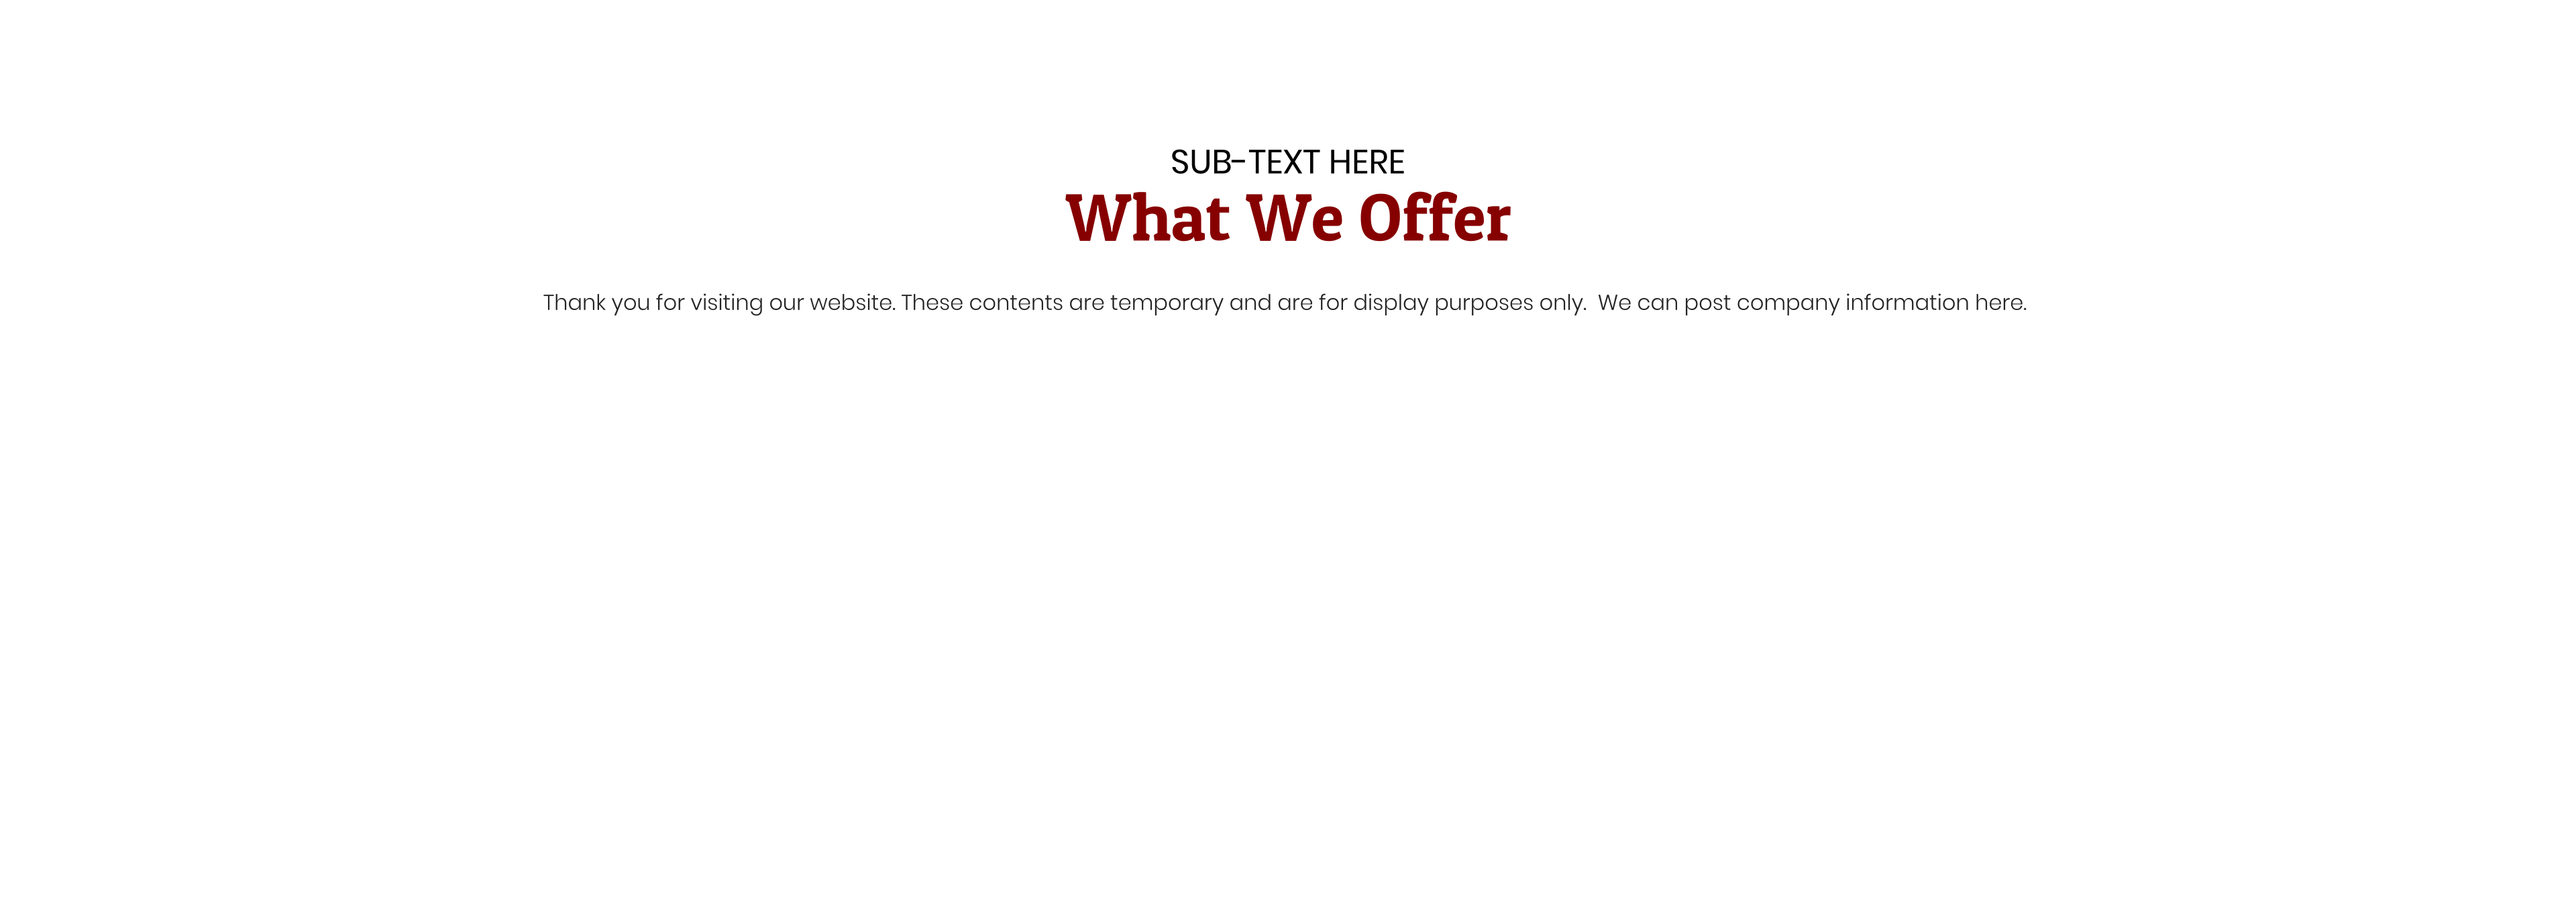 SUB-TEXT HERE
What We Offer
Thank you for visiting our website. These contents are temporary and are for display purposes only.  We can post company information here.